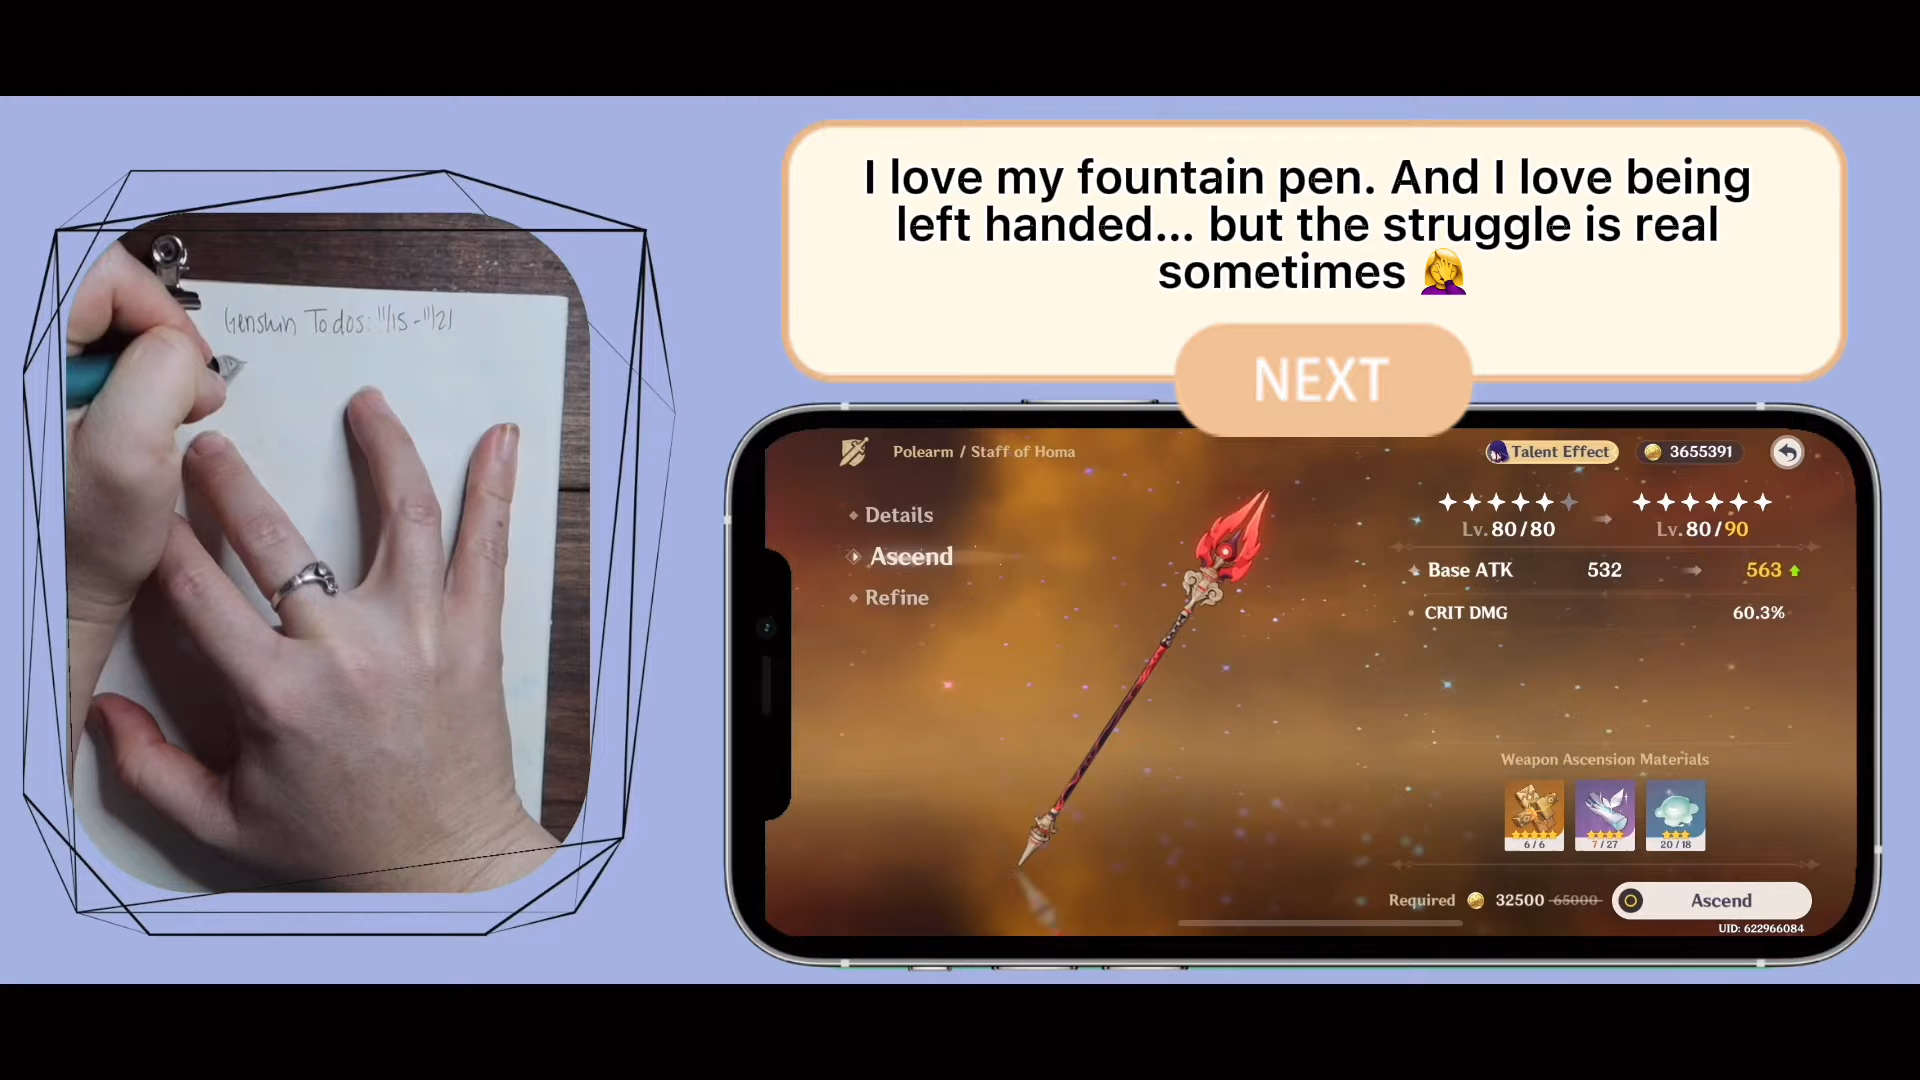 I love my fountain pen. And I love being
left handed... but the struggle is real
sometimes 🤦‍♀️
NEXT
Genshin To dos: 11/15 - 11/21
Polearm / Staff of Homa
Talent Effect
3655391
Details
Ascend
Refine
Lv. 80/80
Lv. 80/90
Base ATK 532 563
CRIT DMG 60.3%
Weapon Ascension Materials
6/6
7/27
20/18
Required 32500 65000
Ascend
UID: 622966084